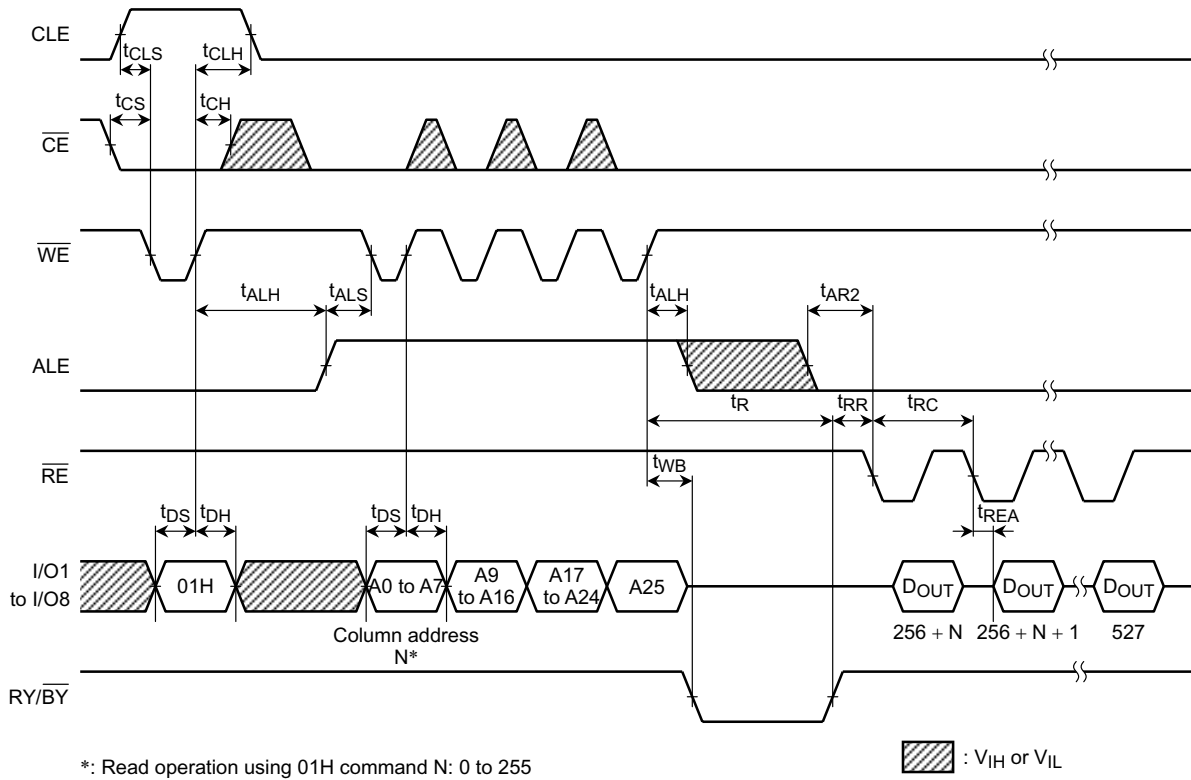 CLE
tCLS
tCLH
tCS
tCH
CE
WE
tALH
tALS
tALH
tAR2
ALE
tR
tRR
tRC
RE
tWB
tDS
tDH
tDS
tDH
tREA
I/O1
to I/O8
01H
A0 to A7
A9
to A16
A17
to A24
A25
DOUT
DOUT
DOUT
256 + N
256 + N + 1
527
Column address
N*
RY/BY
*: Read operation using 01H command N: 0 to 255
: VIH or VIL